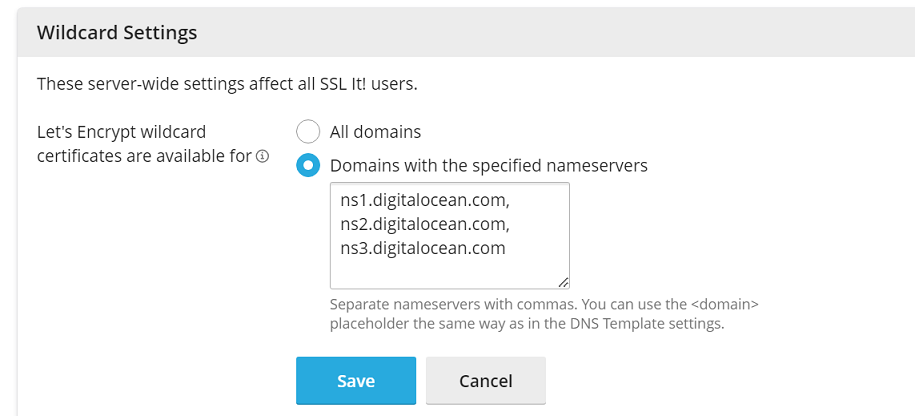 Wildcard Settings
These server-wide settings affect all SSL It! users.
Let's Encrypt wildcard
certificates are available for
All domains
Domains with the specified nameservers
ns1.digitalocean.com,
ns2.digitalocean.com,
ns3.digitalocean.com
Separate nameservers with commas. You can use the <domain>
placeholder the same way as in the DNS Template settings.
Save
Cancel